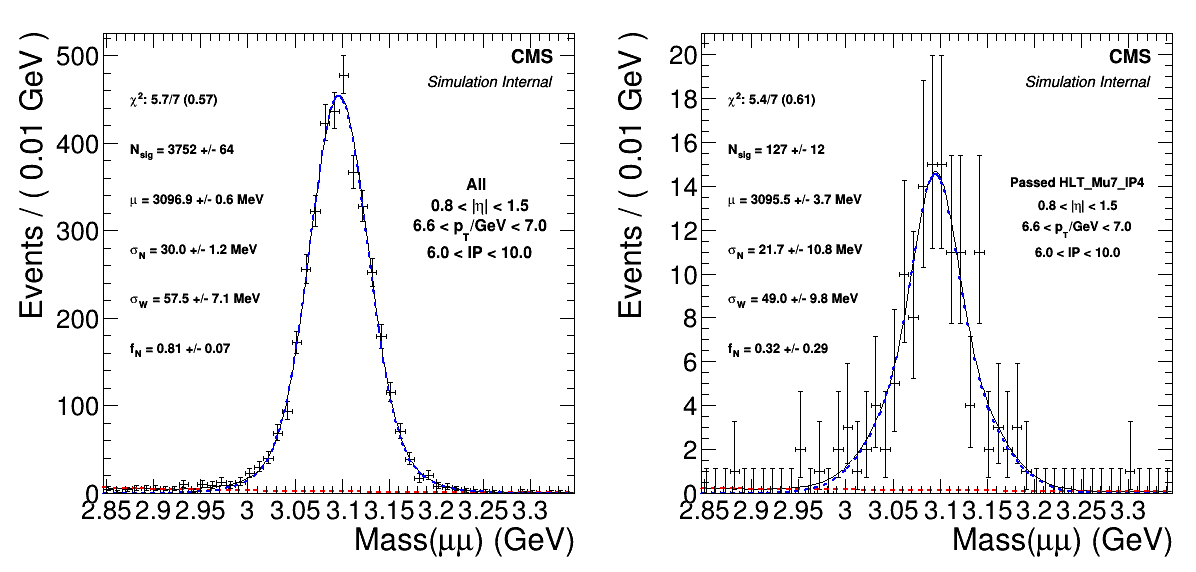 Events / ( 0.01 GeV )
500
400
300
200
100
0
CMS
Simulation Internal
χ²: 5.7/7 (0.57)
N_sig = 3752 +/- 64
μ = 3096.9 +/- 0.6 MeV
σ_N = 30.0 +/- 1.2 MeV
σ_W = 57.5 +/- 7.1 MeV
f_N = 0.81 +/- 0.07
All
0.8 < |η| < 1.5
6.6 < p_T/GeV < 7.0
6.0 < IP < 10.0
2.85 2.9 2.95 3 3.05 3.1 3.15 3.2 3.25 3.3
Mass(μμ) (GeV)
Events / ( 0.01 GeV )
20
18
16
14
12
10
8
6
4
2
0
CMS
Simulation Internal
χ²: 5.4/7 (0.61)
N_sig = 127 +/- 12
μ = 3095.5 +/- 3.7 MeV
σ_N = 21.7 +/- 10.8 MeV
σ_W = 49.0 +/- 9.8 MeV
f_N = 0.32 +/- 0.29
Passed HLT_Mu7_IP4
0.8 < |η| < 1.5
6.6 < p_T/GeV < 7.0
6.0 < IP < 10.0
2.85 2.9 2.95 3 3.05 3.1 3.15 3.2 3.25 3.3
Mass(μμ) (GeV)